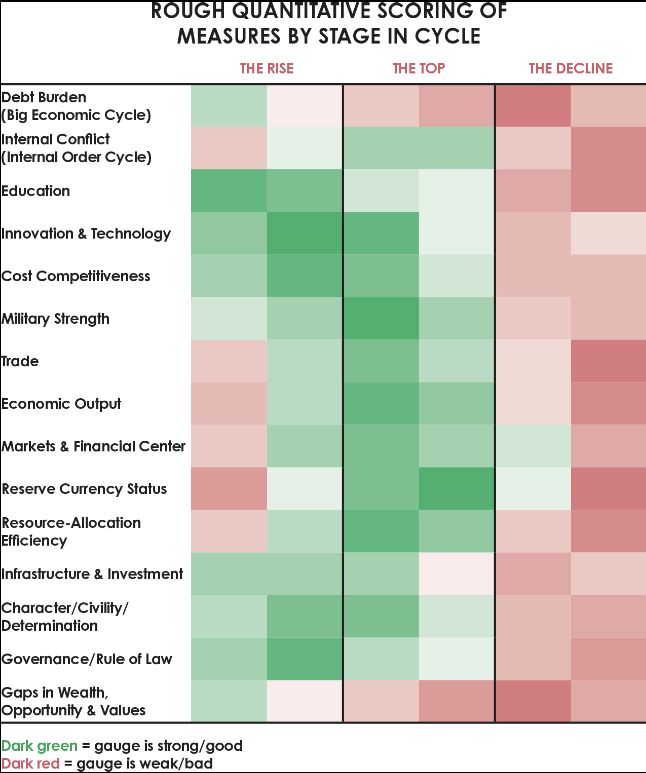 ROUGH QUANTITATIVE SCORING OF
MEASURES BY STAGE IN CYCLE
THE RISE THE TOP THE DECLINE
Debt Burden
(Big Economic Cycle)
Internal Conflict
(Internal Order Cycle)
Education
Innovation & Technology
Cost Competitiveness
Military Strength
Trade
Economic Output
Markets & Financial Center
Reserve Currency Status
Resource-Allocation
Efficiency
Infrastructure & Investment
Character/Civility/
Determination
Governance/Rule of Law
Gaps in Wealth,
Opportunity & Values
Dark green = gauge is strong/good
Dark red = gauge is weak/bad